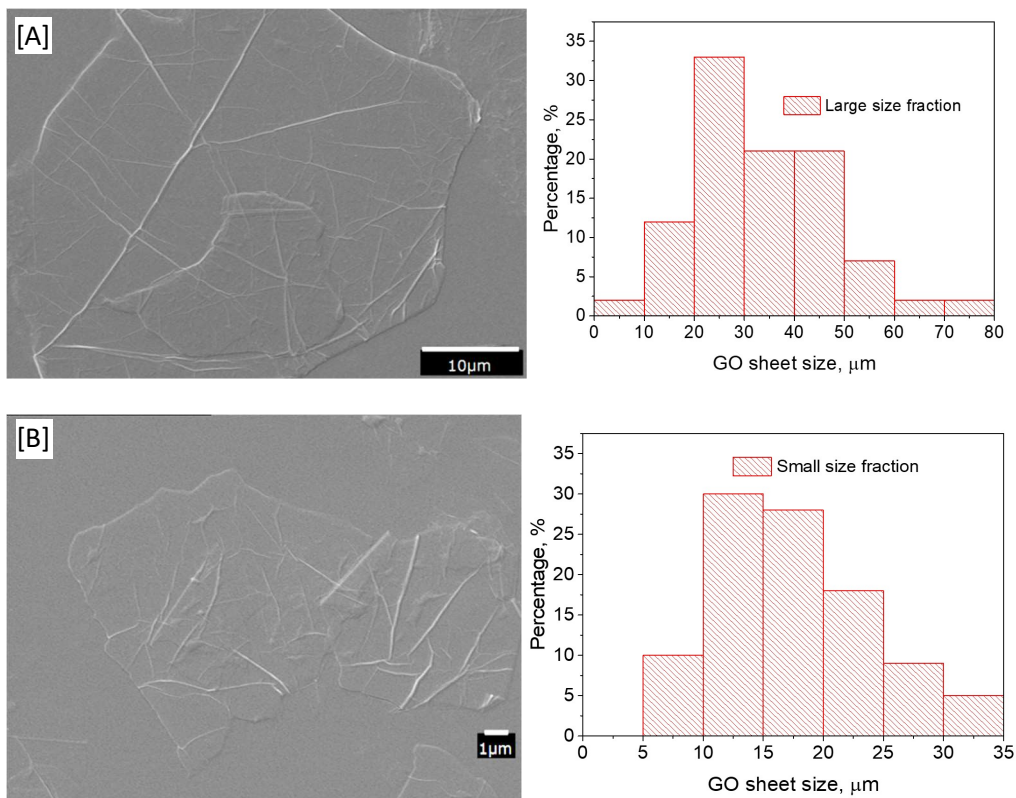 [A]
10μm
35
30
25
20
15
10
5
0
Percentage, %
Large size fraction
0 10 20 30 40 50 60 70 80
GO sheet size, μm
[B]
1μm
35
30
25
20
15
10
5
0
Percentage, %
Small size fraction
0 5 10 15 20 25 30 35
GO sheet size, μm